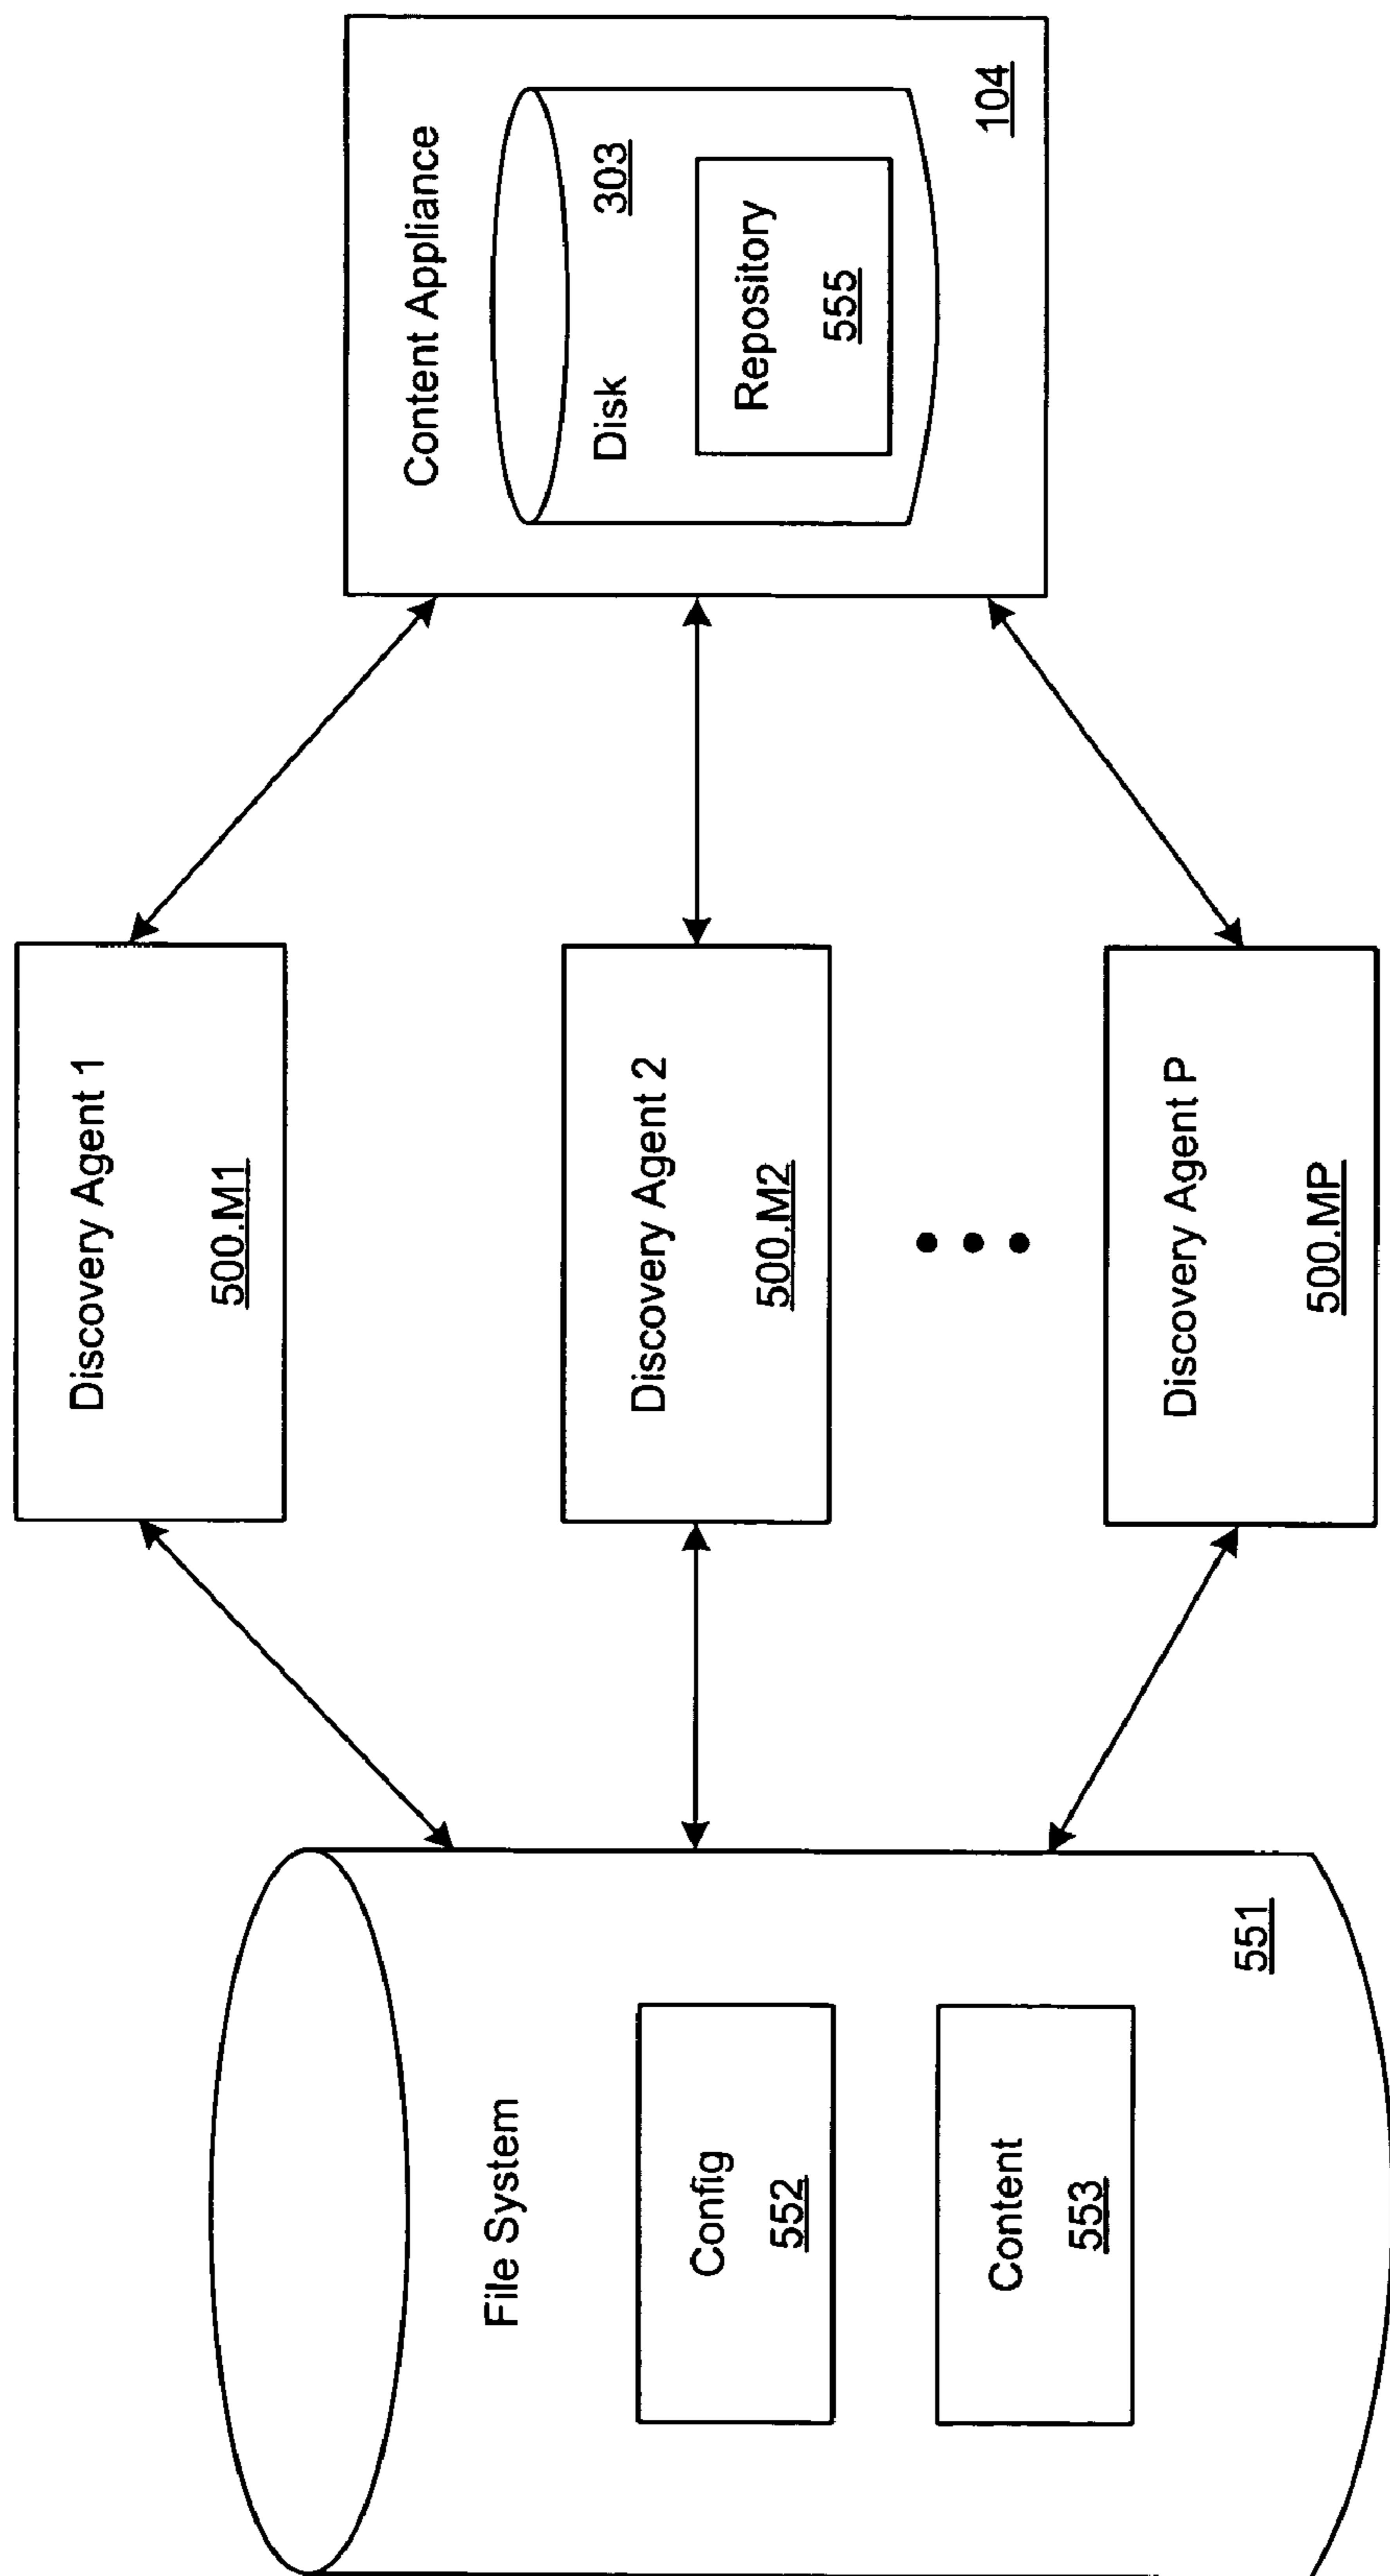 File System
Config
552
Content
553
551
Discovery Agent 1
500.M1
Discovery Agent 2
500.M2
Discovery Agent P
500.MP
Content Appliance
Disk
303
Repository
555
104